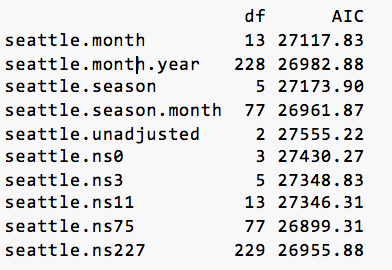 df AIC
seattle.month 13 27117.83
seattle.month.year 228 26982.88
seattle.season 5 27173.90
seattle.season.month 77 26961.87
seattle.unadjusted 2 27555.22
seattle.ns0 3 27430.27
seattle.ns3 5 27348.83
seattle.ns11 13 27346.31
seattle.ns75 77 26899.31
seattle.ns227 229 26955.88